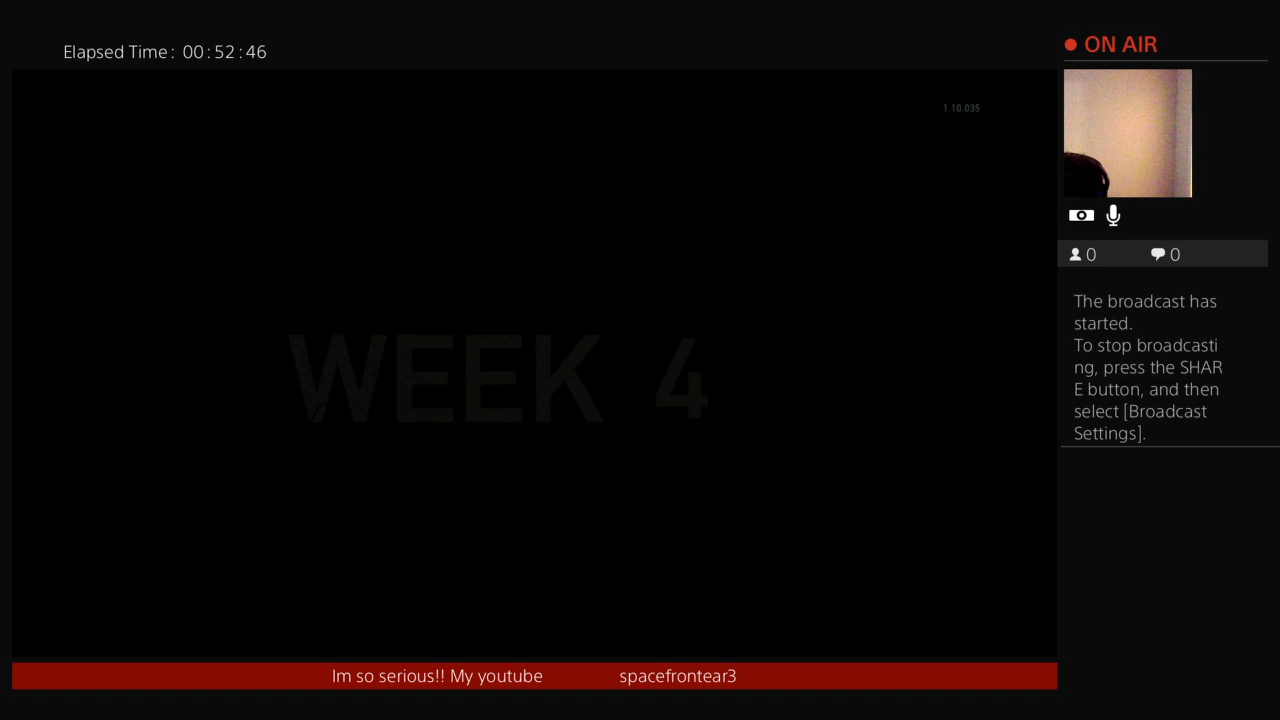 Elapsed Time: 00:52:46
ON AIR
1.10.035
0 0
WEEK 4
The broadcast has
started.
To stop broadcasti
ng, press the SHAR
E button, and then
select [Broadcast
Settings].
Im so serious!! My youtube spacefrontear3